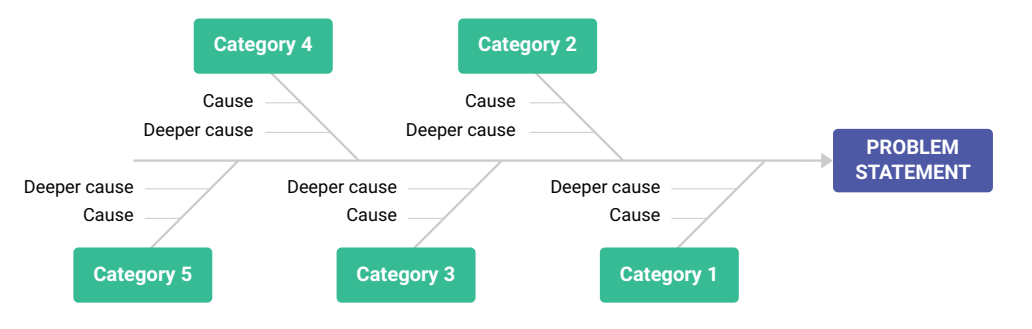 Category 4
Category 2
Cause
Cause
Deeper cause
Deeper cause
PROBLEM
STATEMENT
Deeper cause
Deeper cause
Deeper cause
Cause
Cause
Cause
Category 5
Category 3
Category 1